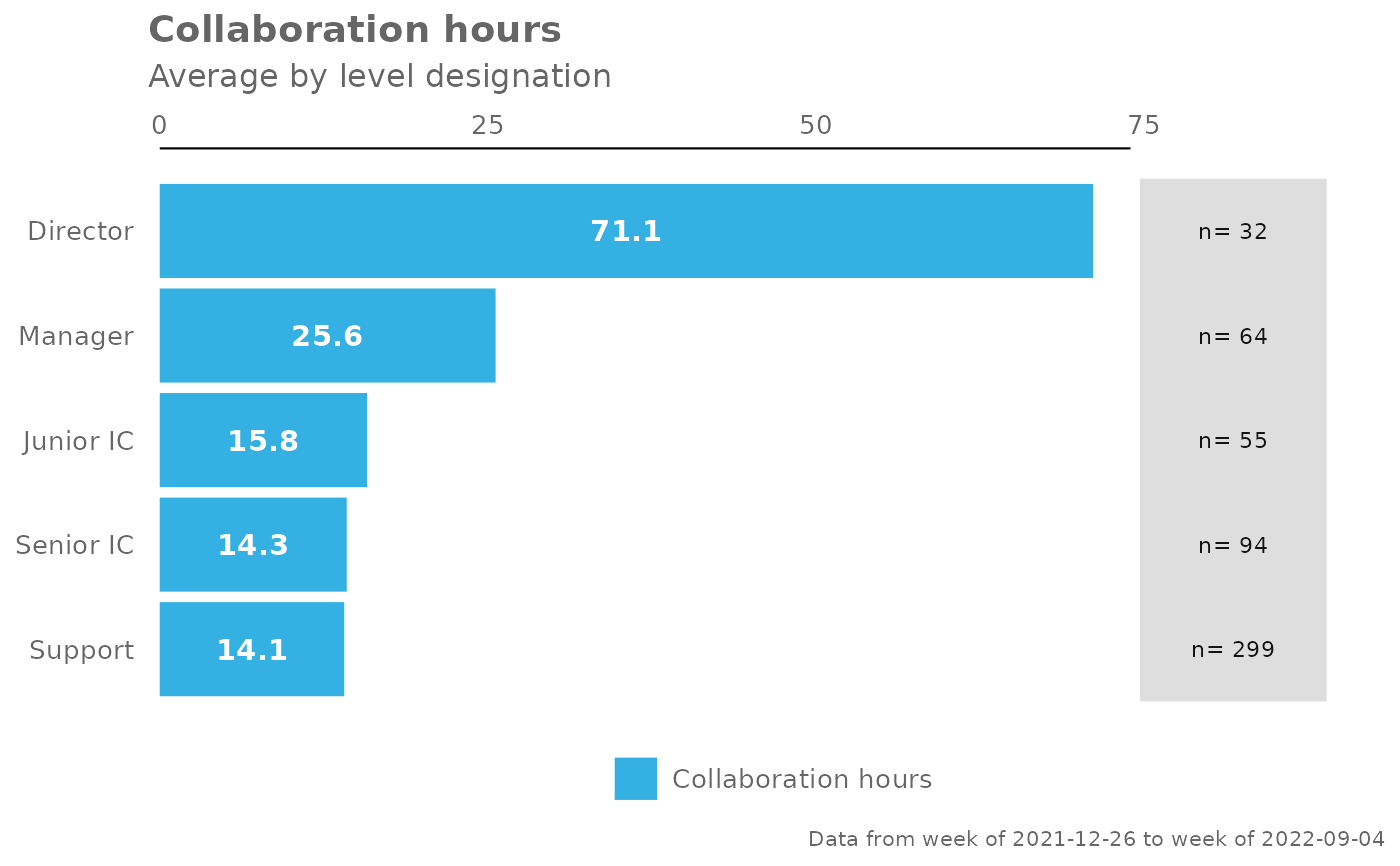 Collaboration hours
Average by level designation
0 25 50 75
Director 71.1 n= 32
Manager 25.6 n= 64
Junior IC 15.8 n= 55
Senior IC 14.3 n= 94
Support 14.1 n= 299
Collaboration hours
Data from week of 2021-12-26 to week of 2022-09-04